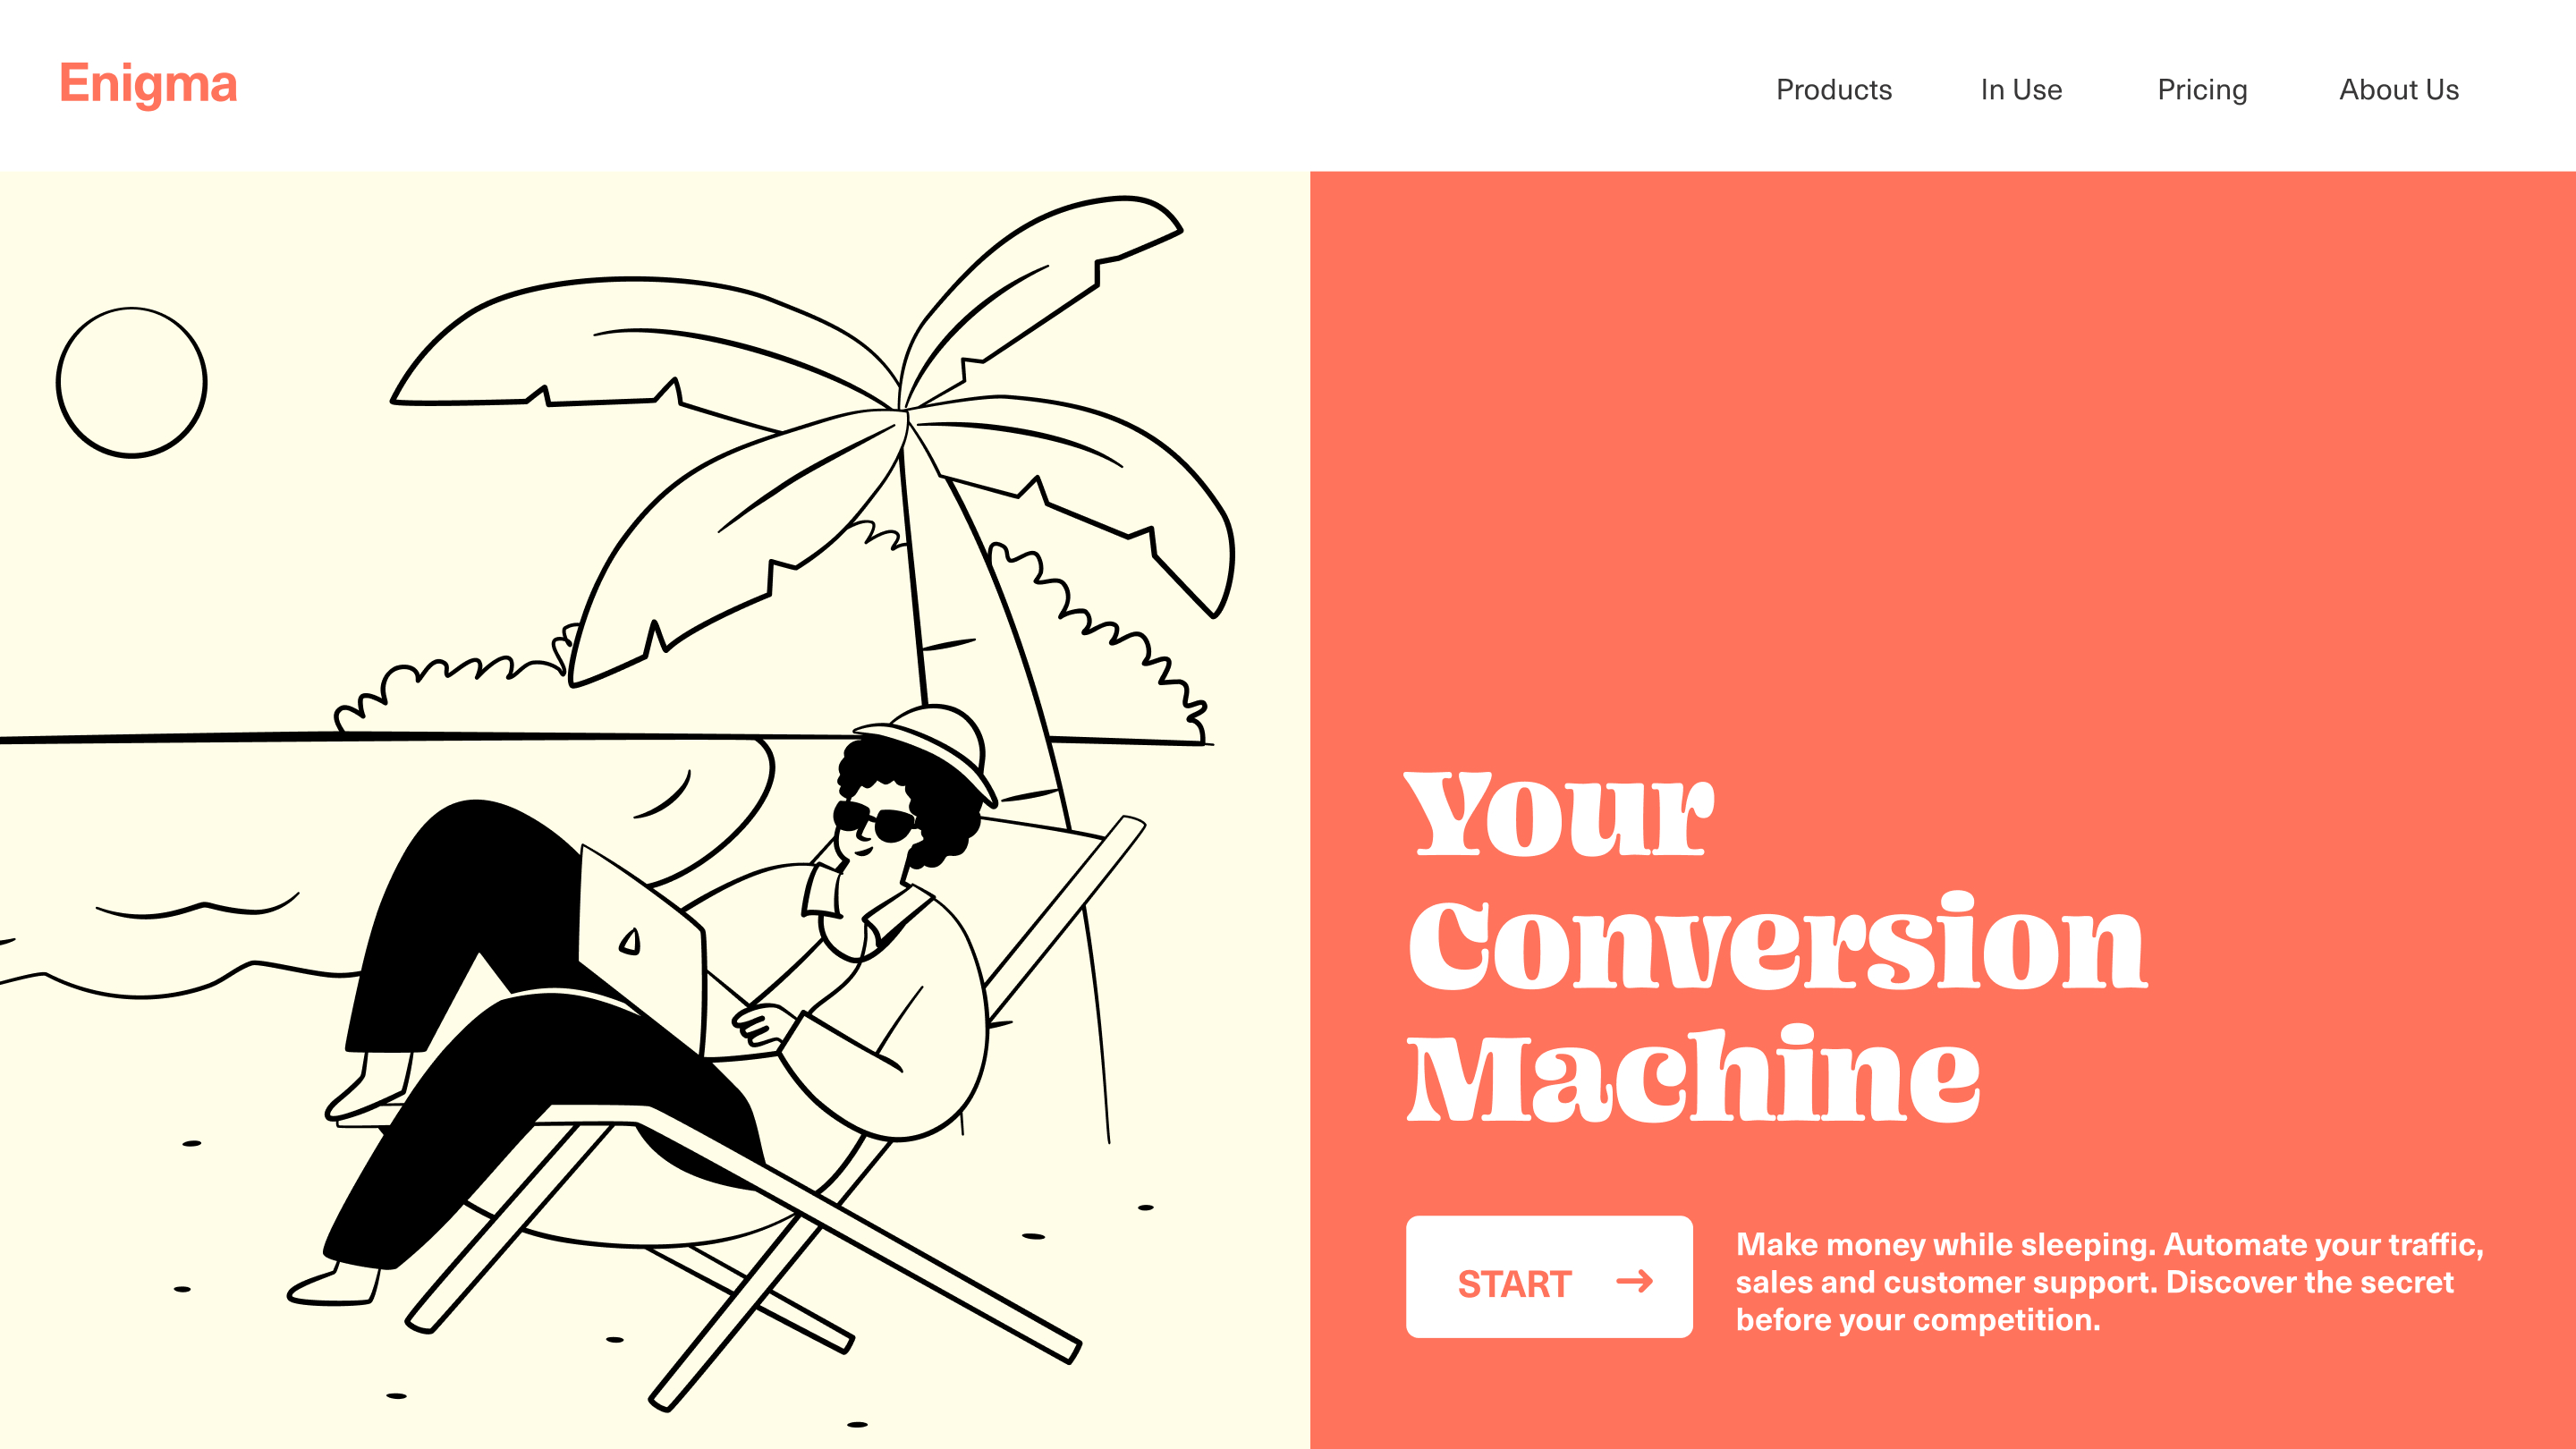 Enigma
Products
In Use
Pricing
About Us
Your
Conversion
Machine
START
Make money while sleeping. Automate your traffic,
sales and customer support. Discover the secret
before your competition.